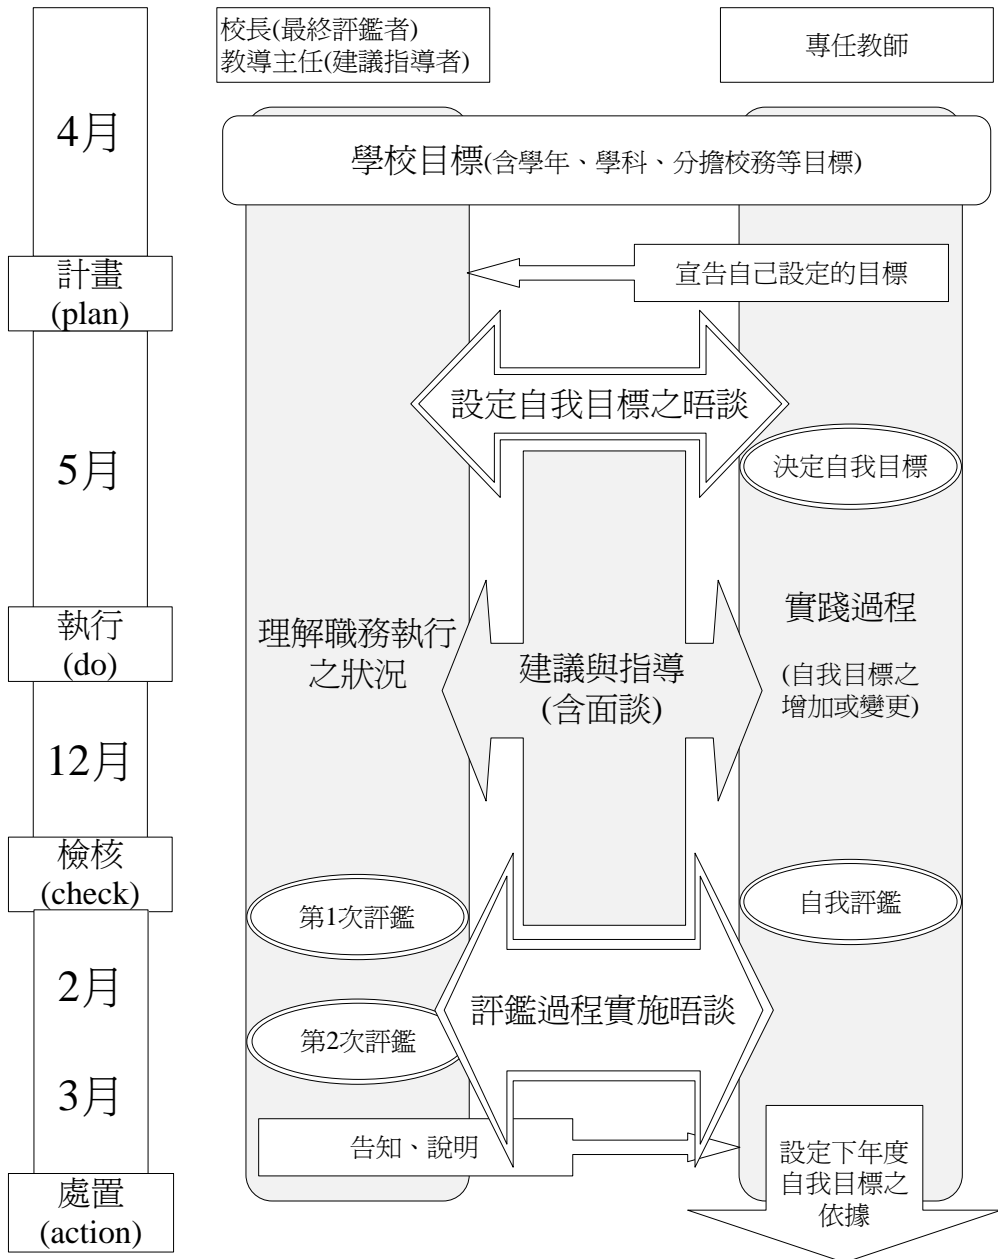 校長(最終評鑑者)
教導主任(建議指導者)
專任教師
4月
學校目標(含學年、學科、分擔校務等目標)
計畫
(plan)
宣告自己設定的目標
設定自我目標之晤談
5月
決定自我目標
執行
(do)
理解職務執行
之狀況
建議與指導
(含面談)
實踐過程
(自我目標之
增加或變更)
12月
檢核
(check)
第1次評鑑
自我評鑑
2月
評鑑過程實施晤談
第2次評鑑
3月
告知、說明
設定下年度
自我目標之
依據
處置
(action)